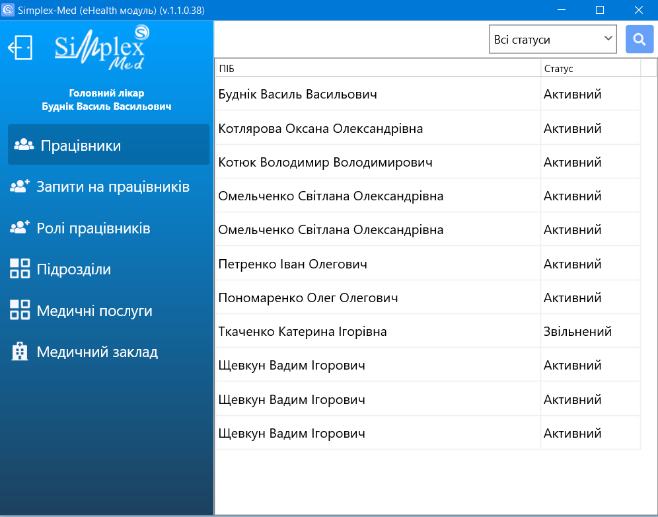 Simplex-Med (eHealth модуль) (v.1.1.0.38)
Simplex
Med
S
Головний лікар
Буднік Василь Васильович
Працівники
Запити на працівників
Ролі працівників
Підрозділи
Медичні послуги
Медичний заклад
Всі статуси
ПІБ Статус
Буднік Василь Васильович Активний
Котлярова Оксана Олександрівна Активний
Котюк Володимир Володимирович Активний
Омельченко Світлана Олександрівна Активний
Омельченко Світлана Олександрівна Активний
Петренко Іван Олегович Активний
Пономаренко Олег Олегович Активний
Ткаченко Катерина Ігорівна Звільнений
Щевкун Вадим Ігорович Активний
Щевкун Вадим Ігорович Активний
Щевкун Вадим Ігорович Активний